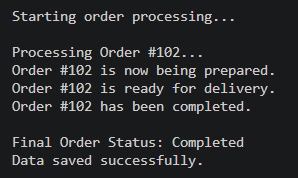 Starting order processing...
Processing Order #102...
Order #102 is now being prepared.
Order #102 is ready for delivery.
Order #102 has been completed.
Final Order Status: Completed
Data saved successfully.